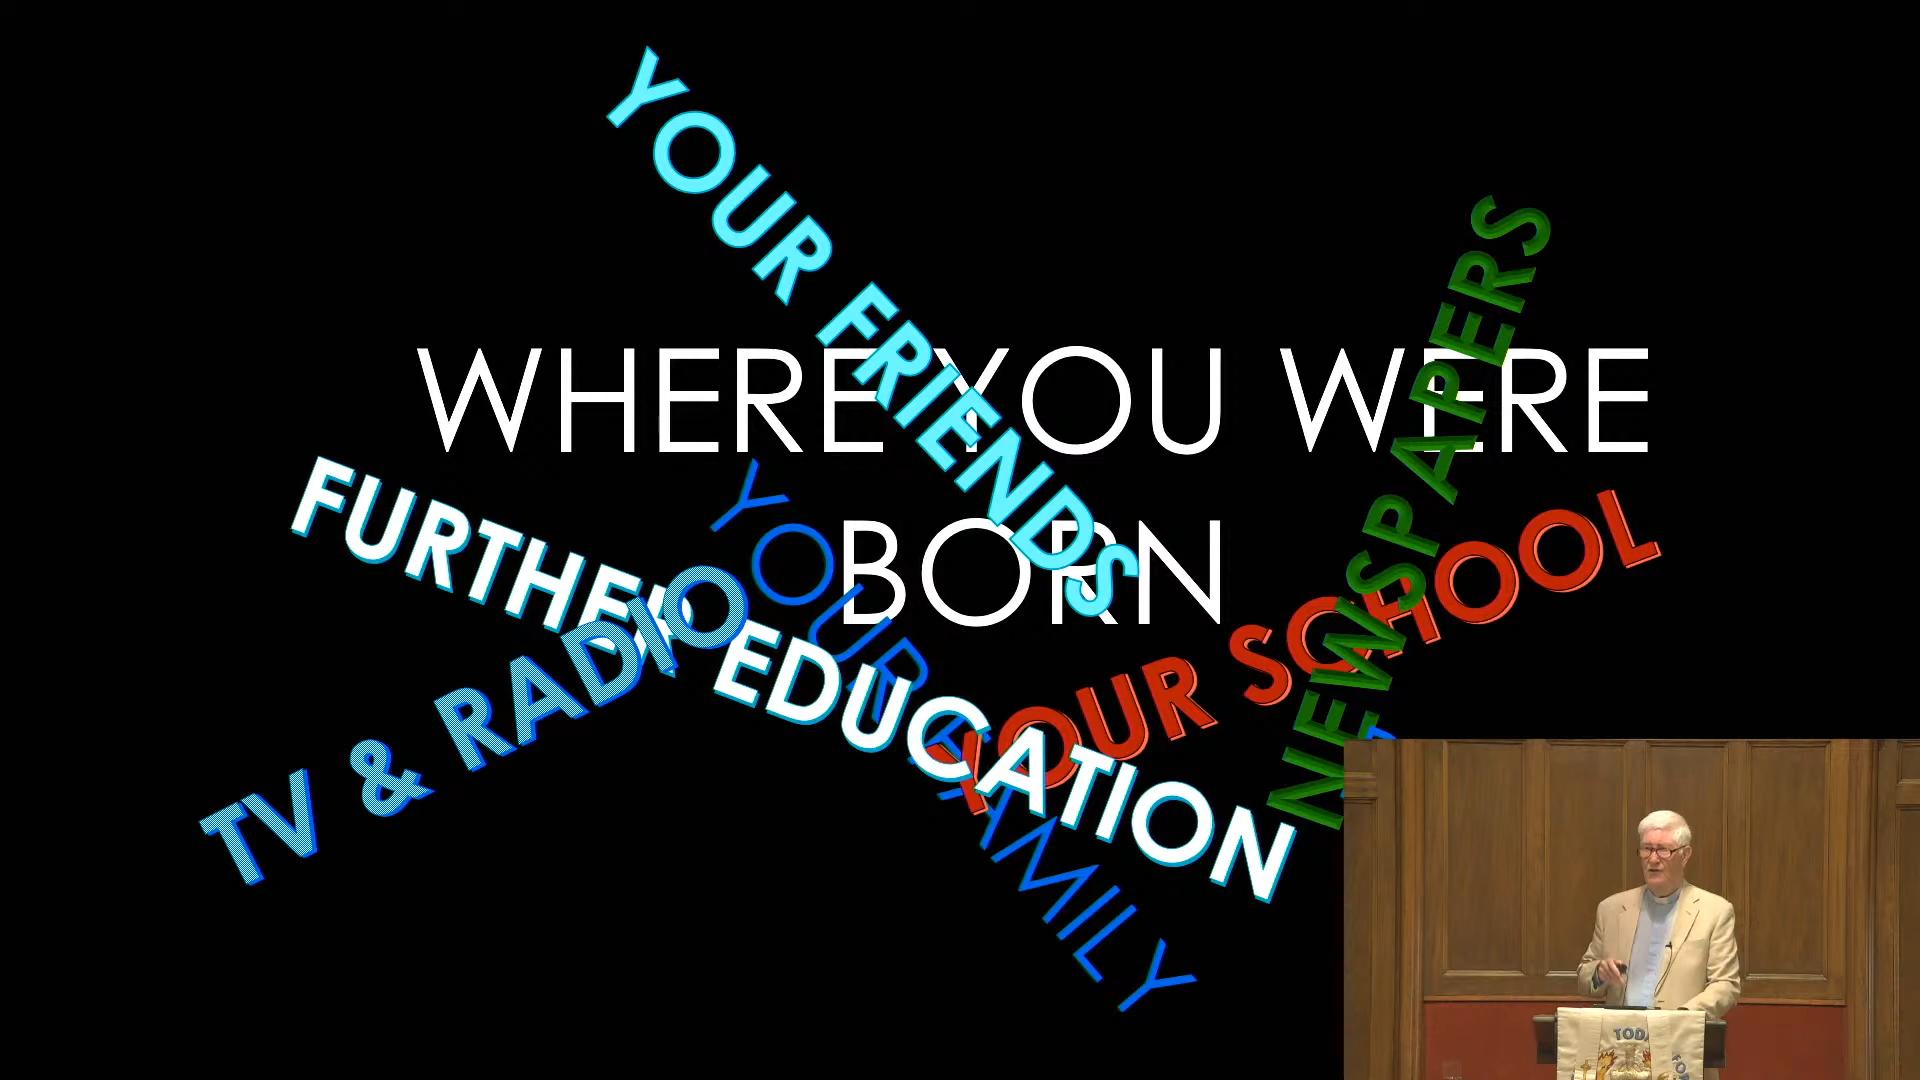 YOUR FRIENDS
NEWSPAPERS
WHERE YOU WERE
BORN
FURTHER EDUCATION
YOUR FAMILY
YOUR SCHOOL
TV & RADIO